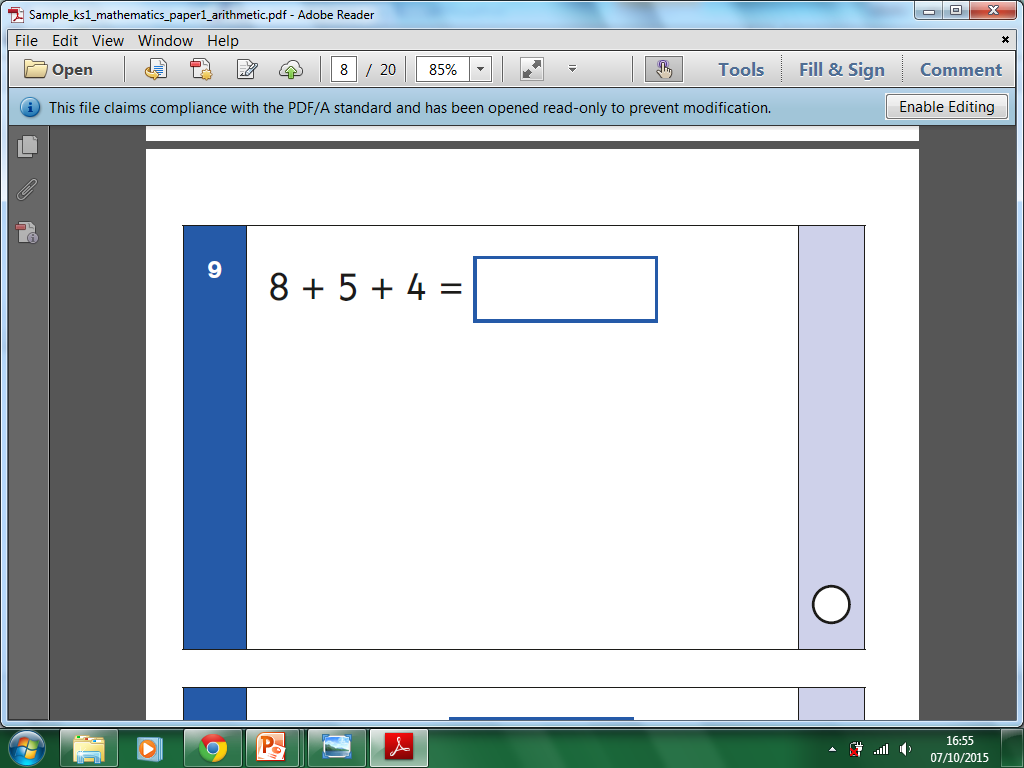 Sample_ks1_mathematics_paper1_arithmetic.pdf - Adobe Reader
File Edit View Window Help
Open 8 / 20 85% Tools Fill & Sign Comment
This file claims compliance with the PDF/A standard and has been opened read-only to prevent modification. Enable Editing
9
8 + 5 + 4 =
16:55
07/10/2015